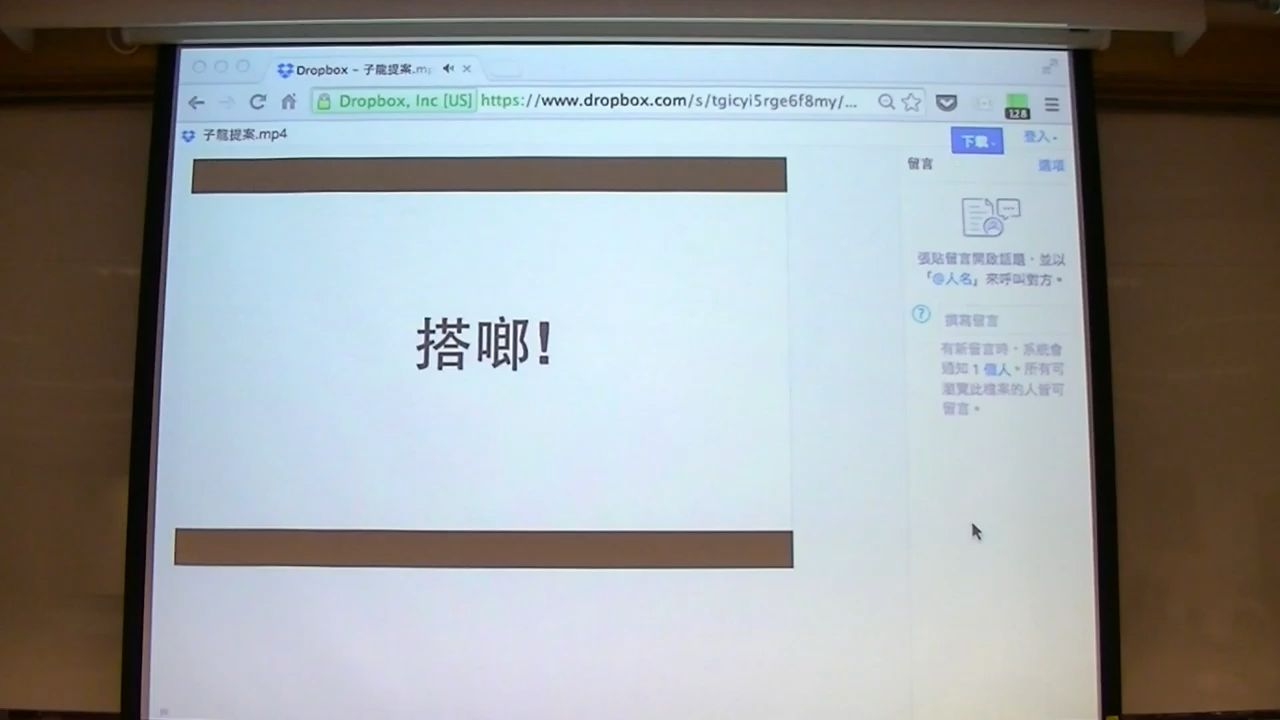 Dropbox – 子龍提案.mp
Dropbox, Inc [US] https://www.dropbox.com/s/tgicyi5rge6f8my/...
128
子龍提案.mp4
下載
登入
留言
選項
張貼留言開啟話題，並以
「@人名」來呼叫對方。
搭啷!
撰寫留言
有新留言時，系統會
通知 1 個人。所有可
瀏覽此檔案的人皆可
留言。